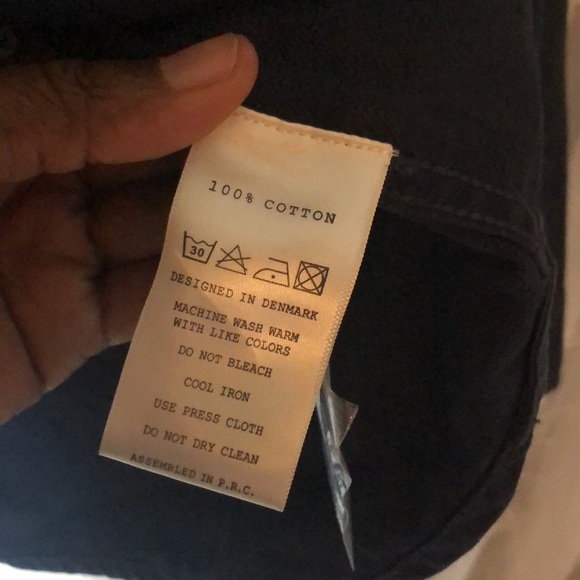 100% COTTON
30
DESIGNED IN DENMARK
MACHINE WASH WARM
WITH LIKE COLORS
DO NOT BLEACH
COOL IRON
USE PRESS CLOTH
DO NOT DRY CLEAN
ASSEMBLED IN P.R.C.